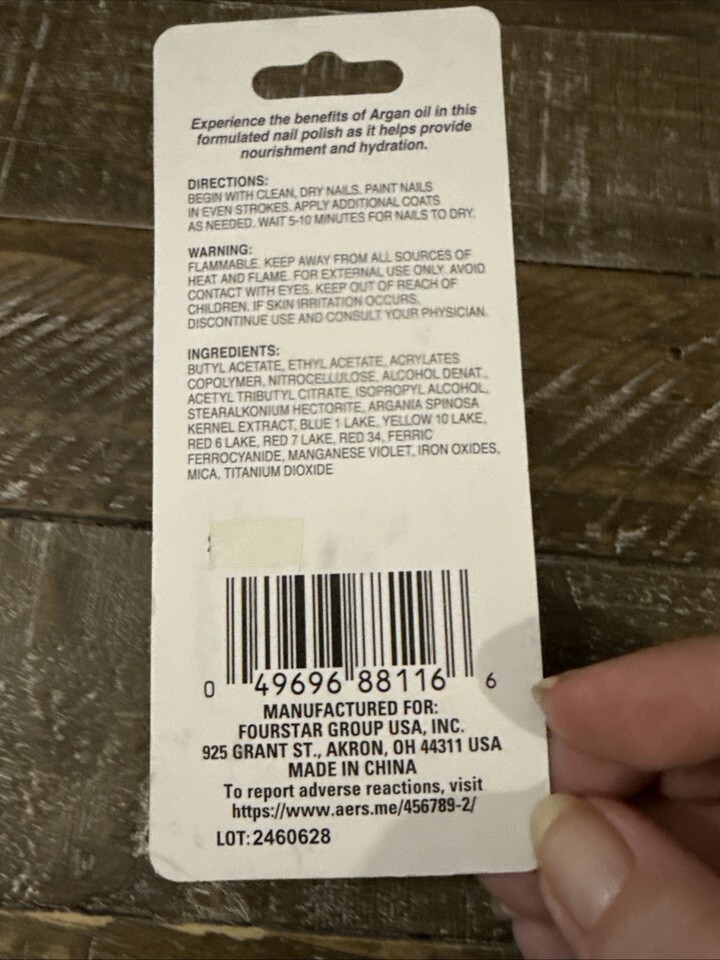 Experience the benefits of Argan oil in this
formulated nail polish as it helps provide
nourishment and hydration.
DIRECTIONS:
BEGIN WITH CLEAN, DRY NAILS. PAINT NAILS
IN EVEN STROKES. APPLY ADDITIONAL COATS
AS NEEDED. WAIT 5-10 MINUTES FOR NAILS TO DRY.
WARNING:
FLAMMABLE. KEEP AWAY FROM ALL SOURCES OF
HEAT AND FLAME. FOR EXTERNAL USE ONLY. AVOID
CONTACT WITH EYES. KEEP OUT OF REACH OF
CHILDREN. IF SKIN IRRITATION OCCURS,
DISCONTINUE USE AND CONSULT YOUR PHYSICIAN.
INGREDIENTS:
BUTYL ACETATE, ETHYL ACETATE, ACRYLATES
COPOLYMER, NITROCELLULOSE, ALCOHOL DENAT.,
ACETYL TRIBUTYL CITRATE, ISOPROPYL ALCOHOL,
STEARALKONIUM HECTORITE, ARGANIA SPINOSA
KERNEL EXTRACT, BLUE 1 LAKE, YELLOW 10 LAKE,
RED 6 LAKE, RED 7 LAKE, RED 34, FERRIC
FERROCYANIDE, MANGANESE VIOLET, IRON OXIDES,
MICA, TITANIUM DIOXIDE
0 49696 88116 6
MANUFACTURED FOR:
FOURSTAR GROUP USA, INC.
925 GRANT ST., AKRON, OH 44311 USA
MADE IN CHINA
To report adverse reactions, visit
https://www.aers.me/456789-2/
LOT:2460628